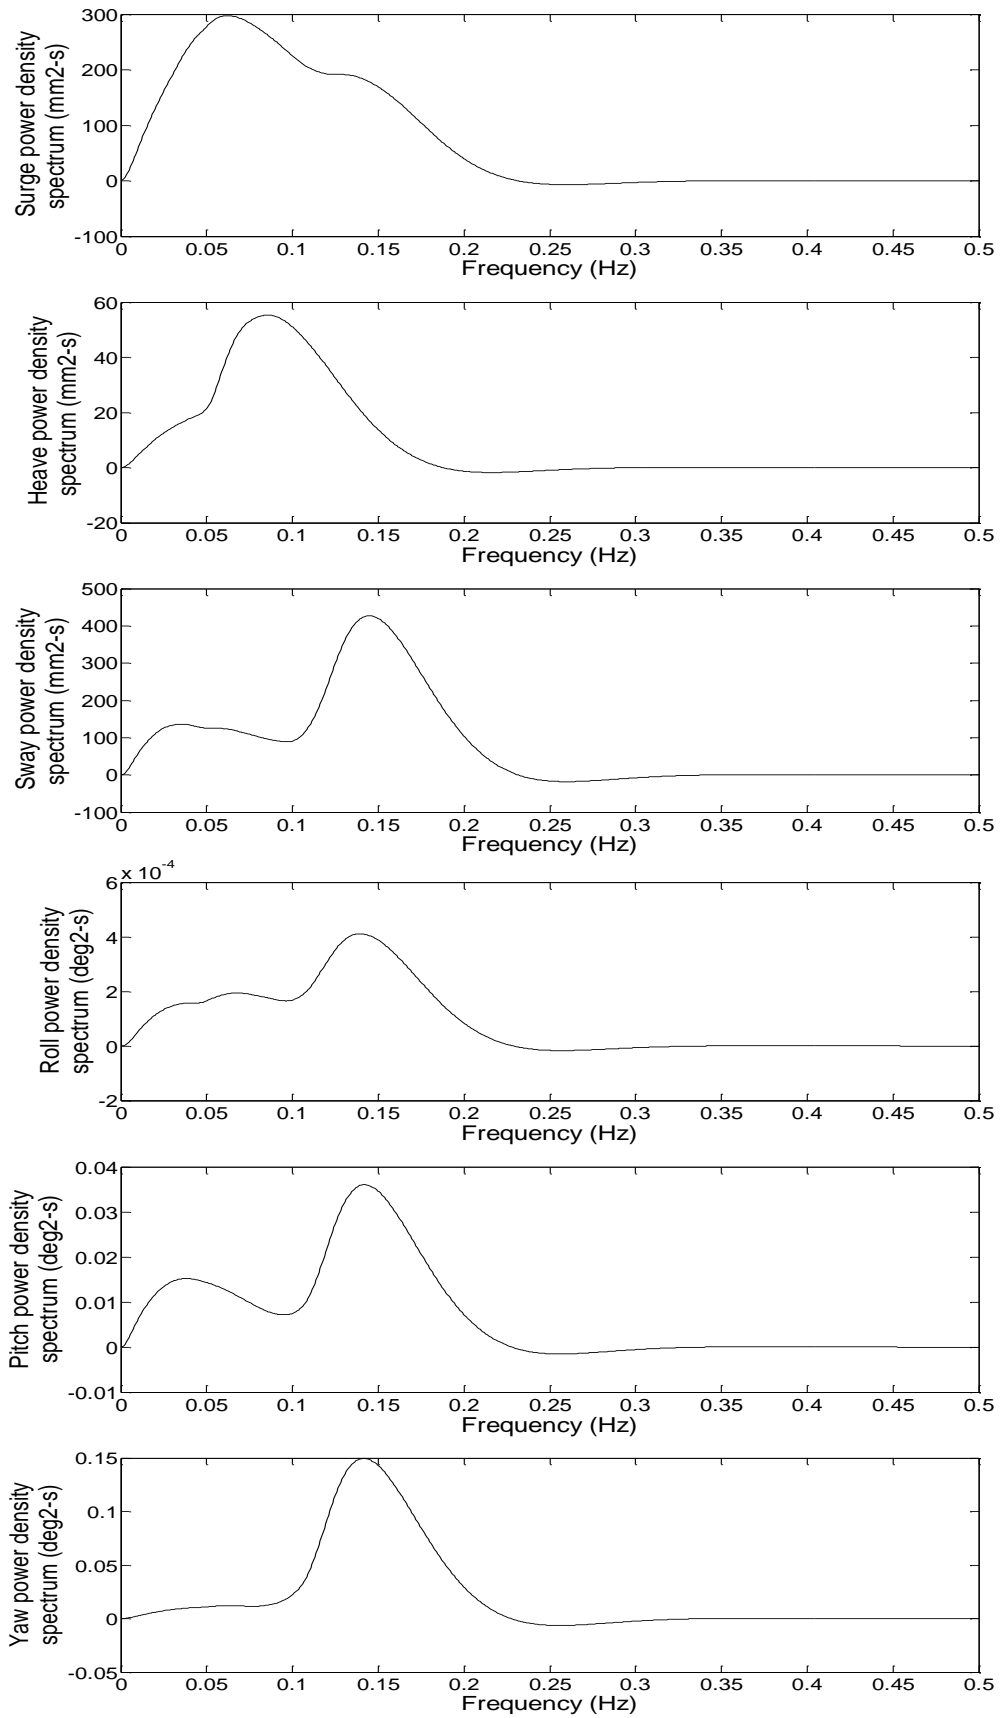 Surge power density
spectrum (mm2-s)
300
200
100
0
-100
0 0.05 0.1 0.15 0.2 0.25 0.3 0.35 0.4 0.45 0.5
Frequency (Hz)
Heave power density
spectrum (mm2-s)
60
40
20
0
-20
0 0.05 0.1 0.15 0.2 0.25 0.3 0.35 0.4 0.45 0.5
Frequency (Hz)
Sway power density
spectrum (mm2-s)
500
400
300
200
100
0
-100
0 0.05 0.1 0.15 0.2 0.25 0.3 0.35 0.4 0.45 0.5
Frequency (Hz)
Roll power density
spectrum (deg2-s)
x 10-4
6
4
2
0
-2
0 0.05 0.1 0.15 0.2 0.25 0.3 0.35 0.4 0.45 0.5
Frequency (Hz)
Pitch power density
spectrum (deg2-s)
0.04
0.03
0.02
0.01
0
-0.01
0 0.05 0.1 0.15 0.2 0.25 0.3 0.35 0.4 0.45 0.5
Frequency (Hz)
Yaw power density
spectrum (deg2-s)
0.15
0.1
0.05
0
-0.05
0 0.05 0.1 0.15 0.2 0.25 0.3 0.35 0.4 0.45 0.5
Frequency (Hz)